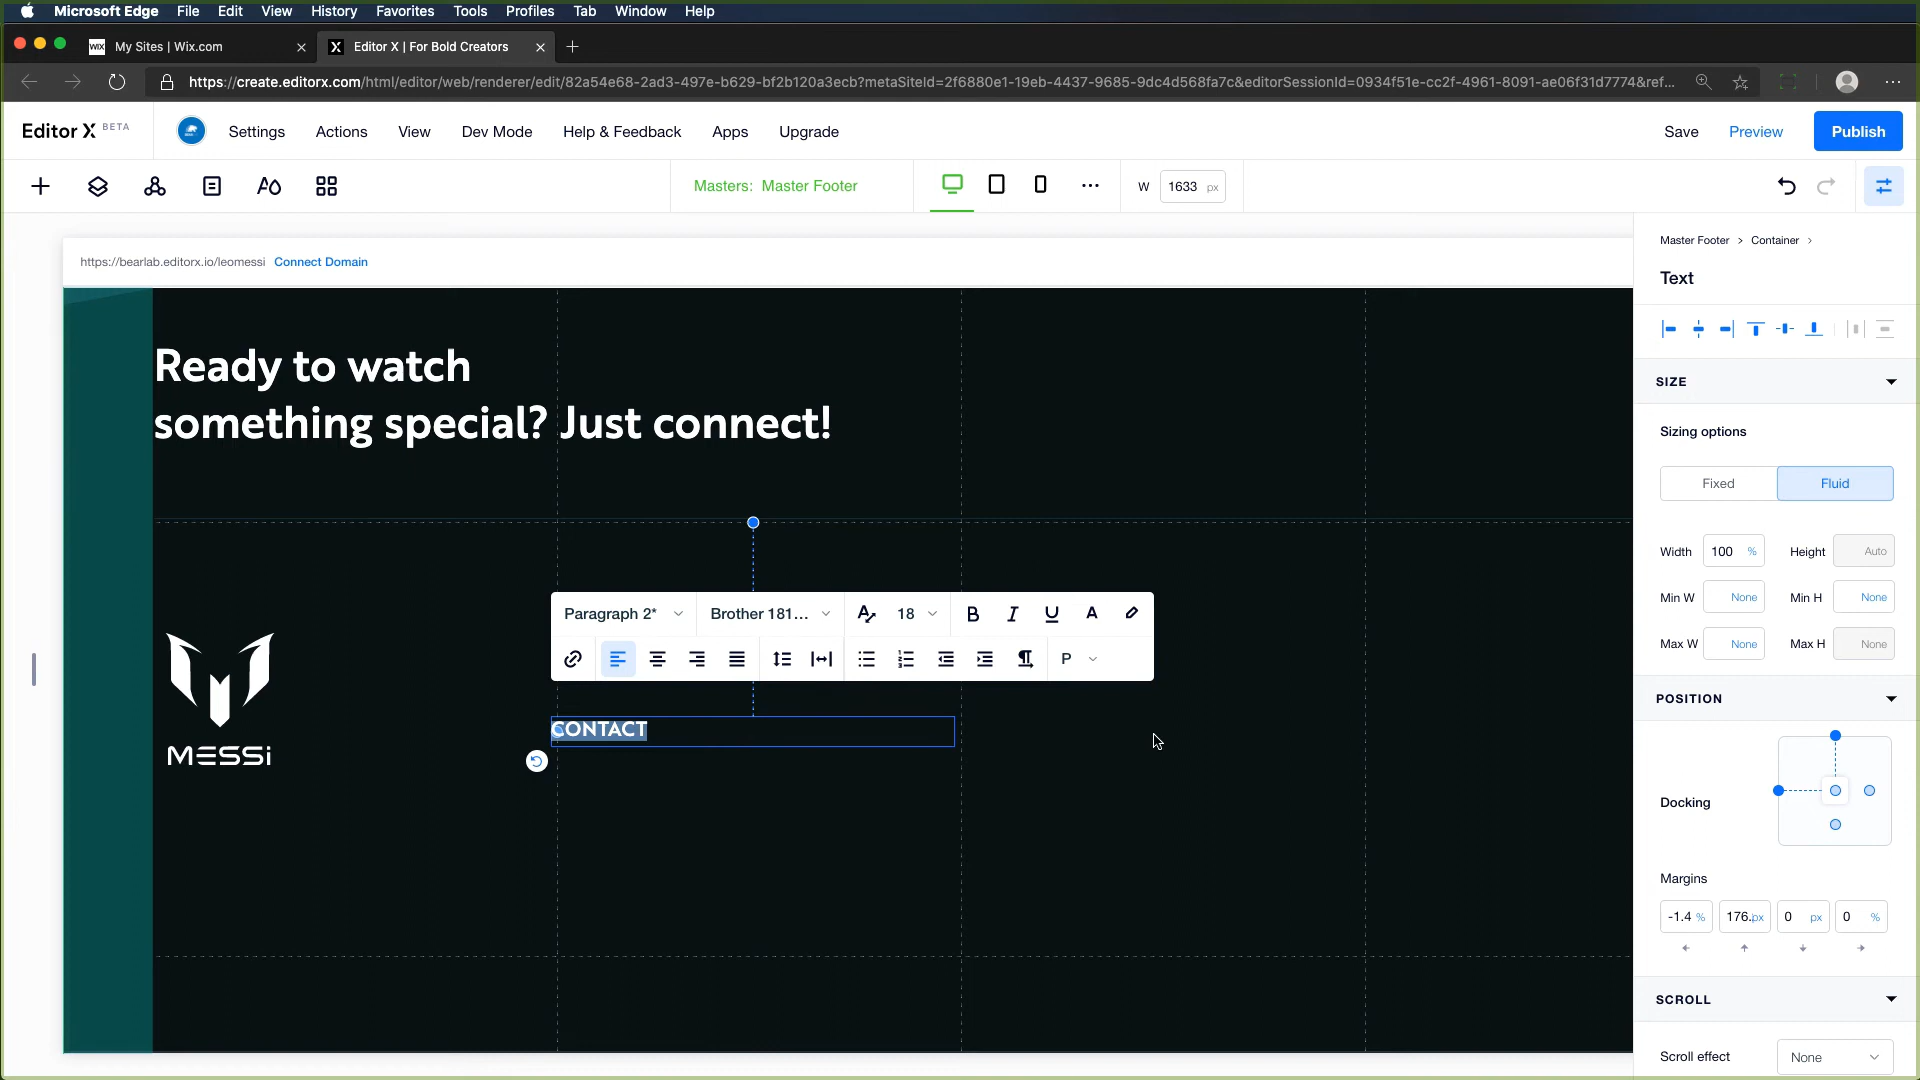 Microsoft Edge File Edit View History Favorites Tools Profiles Tab Window Help
WIX My Sites | Wix.com X Editor X | For Bold Creators
https://create.editorx.com/html/editor/web/renderer/edit/82a54e68-2ad3-497e-b629-bf2b120a3ecb?metaSiteId=2f6880e1-19eb-4437-9685-9dc4d568fa7c&editorSessionId=0934f51e-cc2f-4961-8091-ae06f31d7774&ref...
Editor X BETA Settings Actions View Dev Mode Help & Feedback Apps Upgrade Save Preview Publish
Masters: Master Footer W 1633 px
https://bearlab.editorx.io/leomessi Connect Domain
Master Footer > Container >
Text
Ready to watch
something special? Just connect!
SIZE
Sizing options
Fixed Fluid
Width 100 % Height Auto
Min W None Min H None
Max W None Max H None
Paragraph 2* Brother 181... 18 B I U A
P
CONTACT
MESSi
POSITION
Docking
Margins
-1.4 % 176. px 0 px 0 %
SCROLL
Scroll effect None